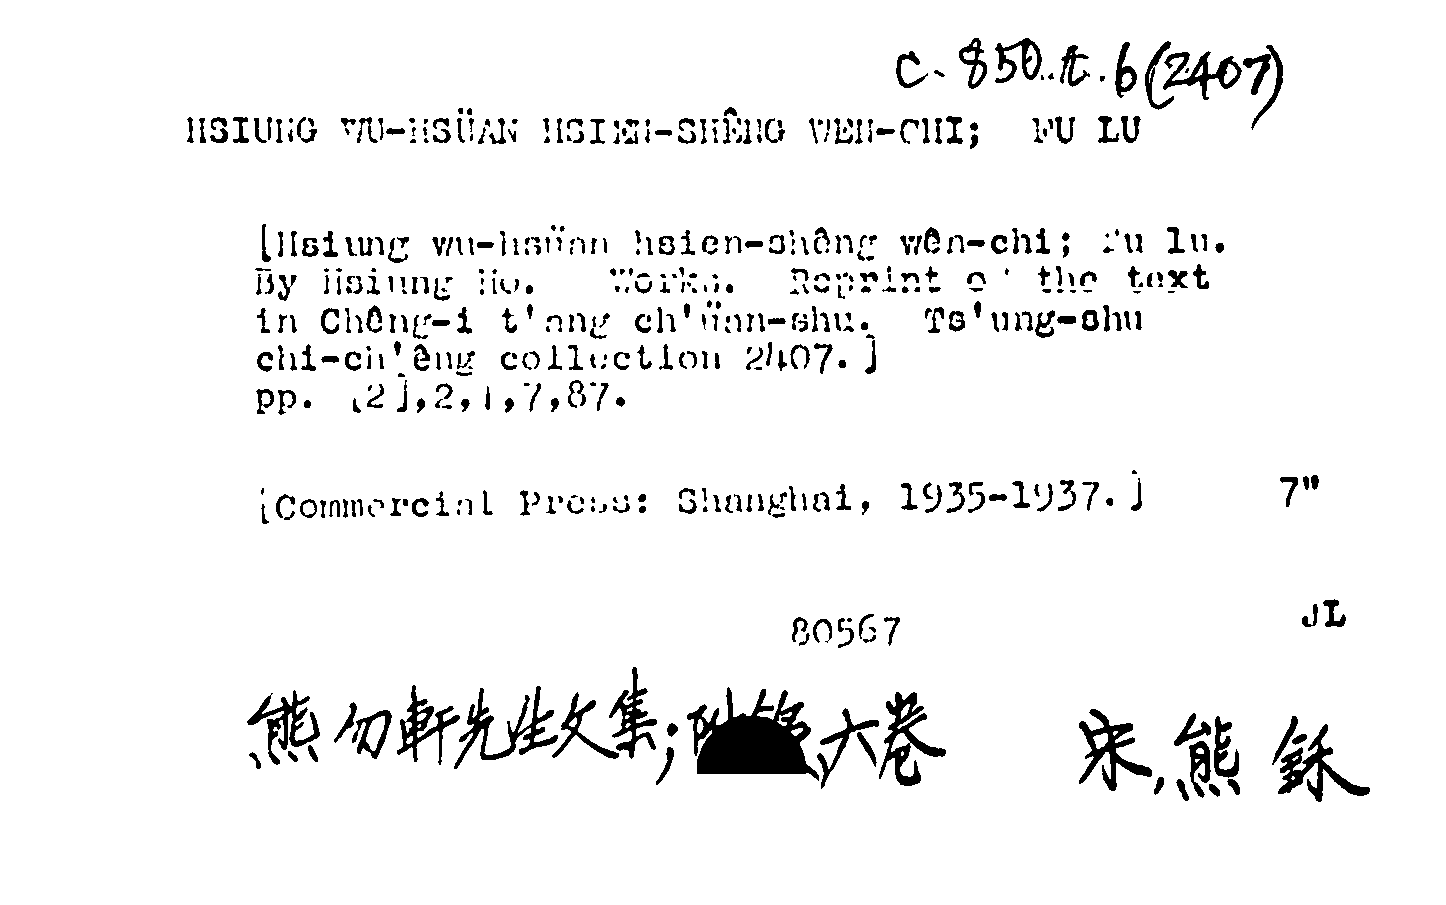 C. 850.t.6(2407)
HSIUNG WU-HSÜAN HSIEN-SHÊNG WEN-CHI; FU LU
[Hsiung wu-hsüan hsien-shêng wên-chi; Fu lu.
By Hsiung Ho. Works. Reprint of the text
in Chêng-i t'ang ch'üan-shu. Ts'ung-shu
chi-ch'êng collection 2407.]
pp. [2],2,1,7,87.
[Commercial Press: Shanghai, 1935-1937.] 7"
80567 JL
熊勿軒先生文集;附錄,六卷 宋,熊鉌